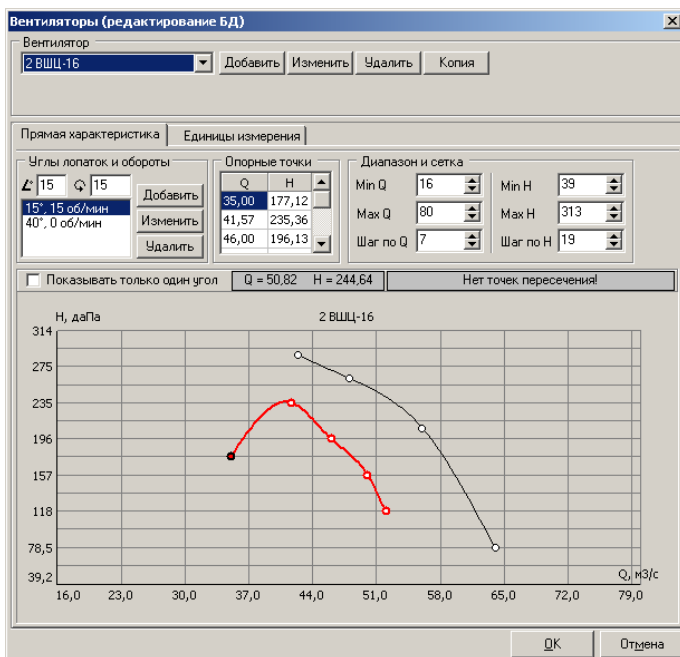 Вентиляторы (редактирование БД)
Вентилятор
2 ВШЦ-16
Добавить Изменить Удалить Копия
Прямая характеристика Единицы измерения
Углы лопаток и обороты
15 15
15°, 15 об/мин
40°, 0 об/мин
Добавить
Изменить
Удалить
Опорные точки
Q H
35,00 177,12
41,57 235,36
46,00 196,13
Диапазон и сетка
Min Q 16 Min H 39
Max Q 80 Max H 313
Шаг по Q 7 Шаг по H 19
Показывать только один угол Q = 50,82 H = 244,64 Нет точек пересечения!
H, даПа 2 ВШЦ-16
314
275
235
196
157
118
78,5
39,2
Q, м3/с
16,0 23,0 30,0 37,0 44,0 51,0 58,0 65,0 72,0 79,0
OK Отмена